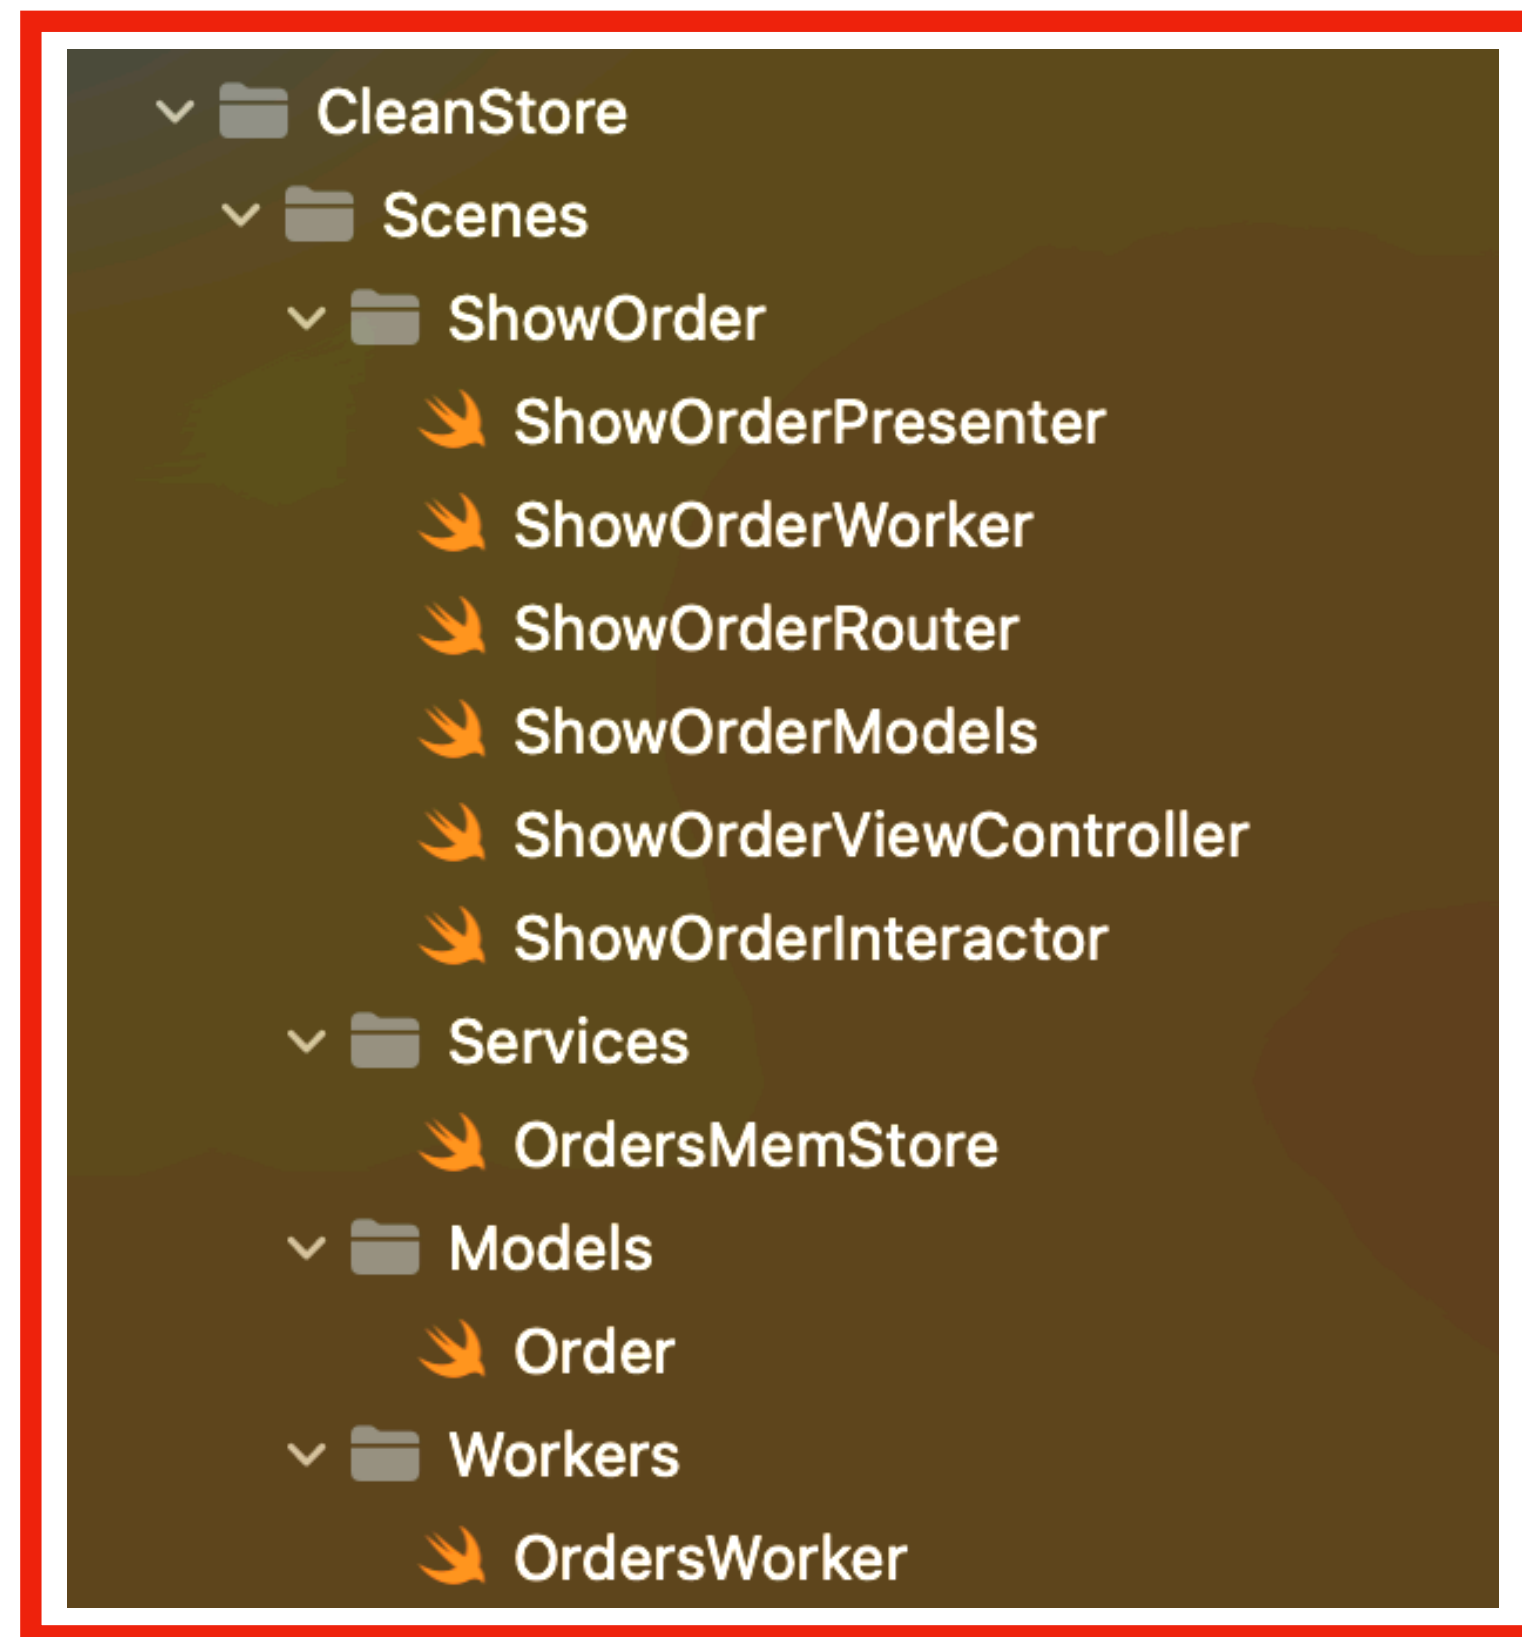 CleanStore
Scenes
ShowOrder
ShowOrderPresenter
ShowOrderWorker
ShowOrderRouter
ShowOrderModels
ShowOrderViewController
ShowOrderInteractor
Services
OrdersMemStore
Models
Order
Workers
OrdersWorker